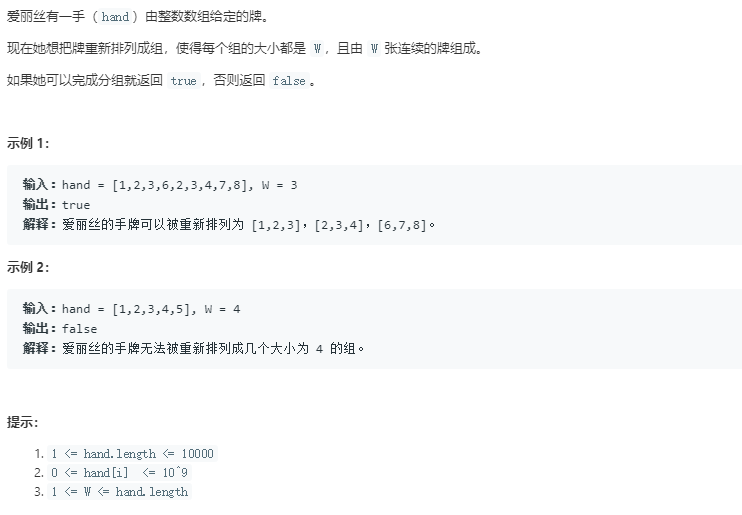 爱丽丝有一手（hand）由整数数组给定的牌。
现在她想把牌重新排列成组，使得每个组的大小都是 W，且由 W 张连续的牌组成。
如果她可以完成分组就返回 true，否则返回 false。
示例 1：
输入：hand = [1,2,3,6,2,3,4,7,8], W = 3
输出：true
解释：爱丽丝的手牌可以被重新排列为 [1,2,3]，[2,3,4]，[6,7,8]。
示例 2：
输入：hand = [1,2,3,4,5], W = 4
输出：false
解释：爱丽丝的手牌无法被重新排列成几个大小为 4 的组。
提示：
1. 1 <= hand.length <= 10000
2. 0 <= hand[i] <= 10^9
3. 1 <= W <= hand.length